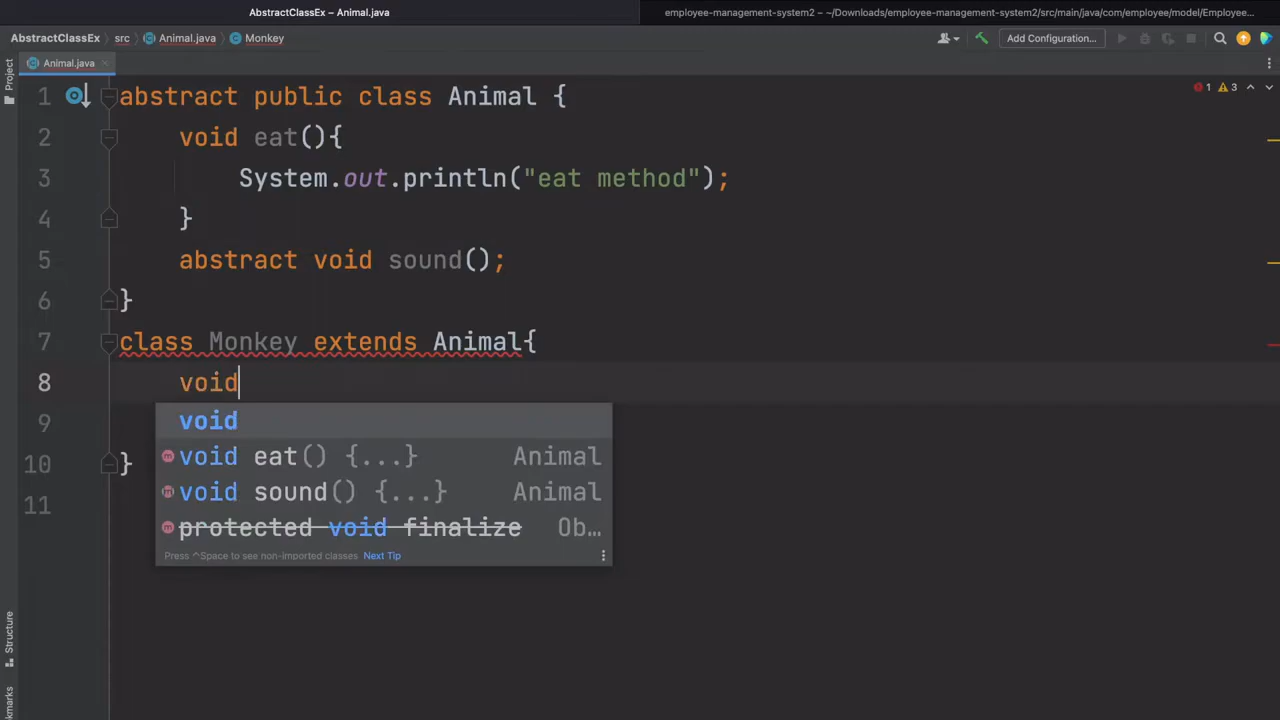 AbstractClassEx – Animal.java
employee-management-system2 – ~/Downloads/employee-management-system2/src/main/java/com/employee/model/Employee...
AbstractClassEx
src
Animal.java
Monkey
Add Configuration...
Project
Animal.java
1 abstract public class Animal {
1 3
2 void eat(){
3 System.out.println("eat method");
4 }
5 abstract void sound();
6 }
7 class Monkey extends Animal{
8 void
9
void
void eat() {...} Animal
void sound() {...} Animal
protected void finalize Ob...
Press ^Space to see non-imported classes Next Tip
10 }
11
Structure
kmarks